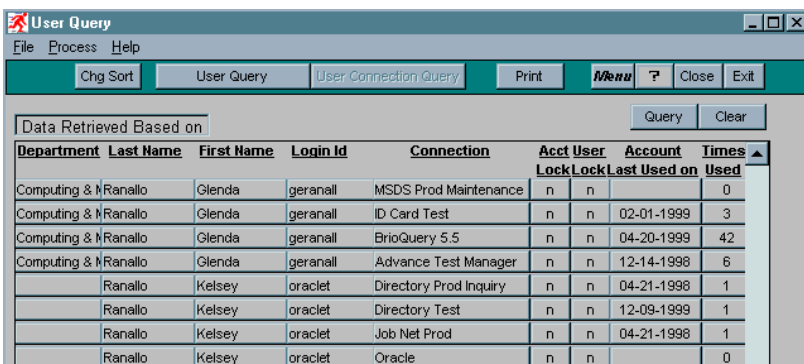 User Query
File Process Help
Chg Sort User Query User Connection Query Print Menu ? Close Exit
Query Clear
Data Retrieved Based on
Department Last Name First Name Login Id Connection Acct Lock User Lock Account Last Used on Times Used
Computing & M Ranallo Glenda geranall MSDS Prod Maintenance n n 0
Computing & M Ranallo Glenda geranall ID Card Test n n 02-01-1999 3
Computing & M Ranallo Glenda geranall BrioQuery 5.5 n n 04-20-1999 42
Computing & M Ranallo Glenda geranall Advance Test Manager n n 12-14-1998 6
Ranallo Kelsey oraclet Directory Prod Inquiry n n 04-21-1998 1
Ranallo Kelsey oraclet Directory Test n n 12-09-1999 1
Ranallo Kelsey oraclet Job Net Prod n n 04-21-1998 1
Ranallo Kelsey oraclet Oracle n n 0